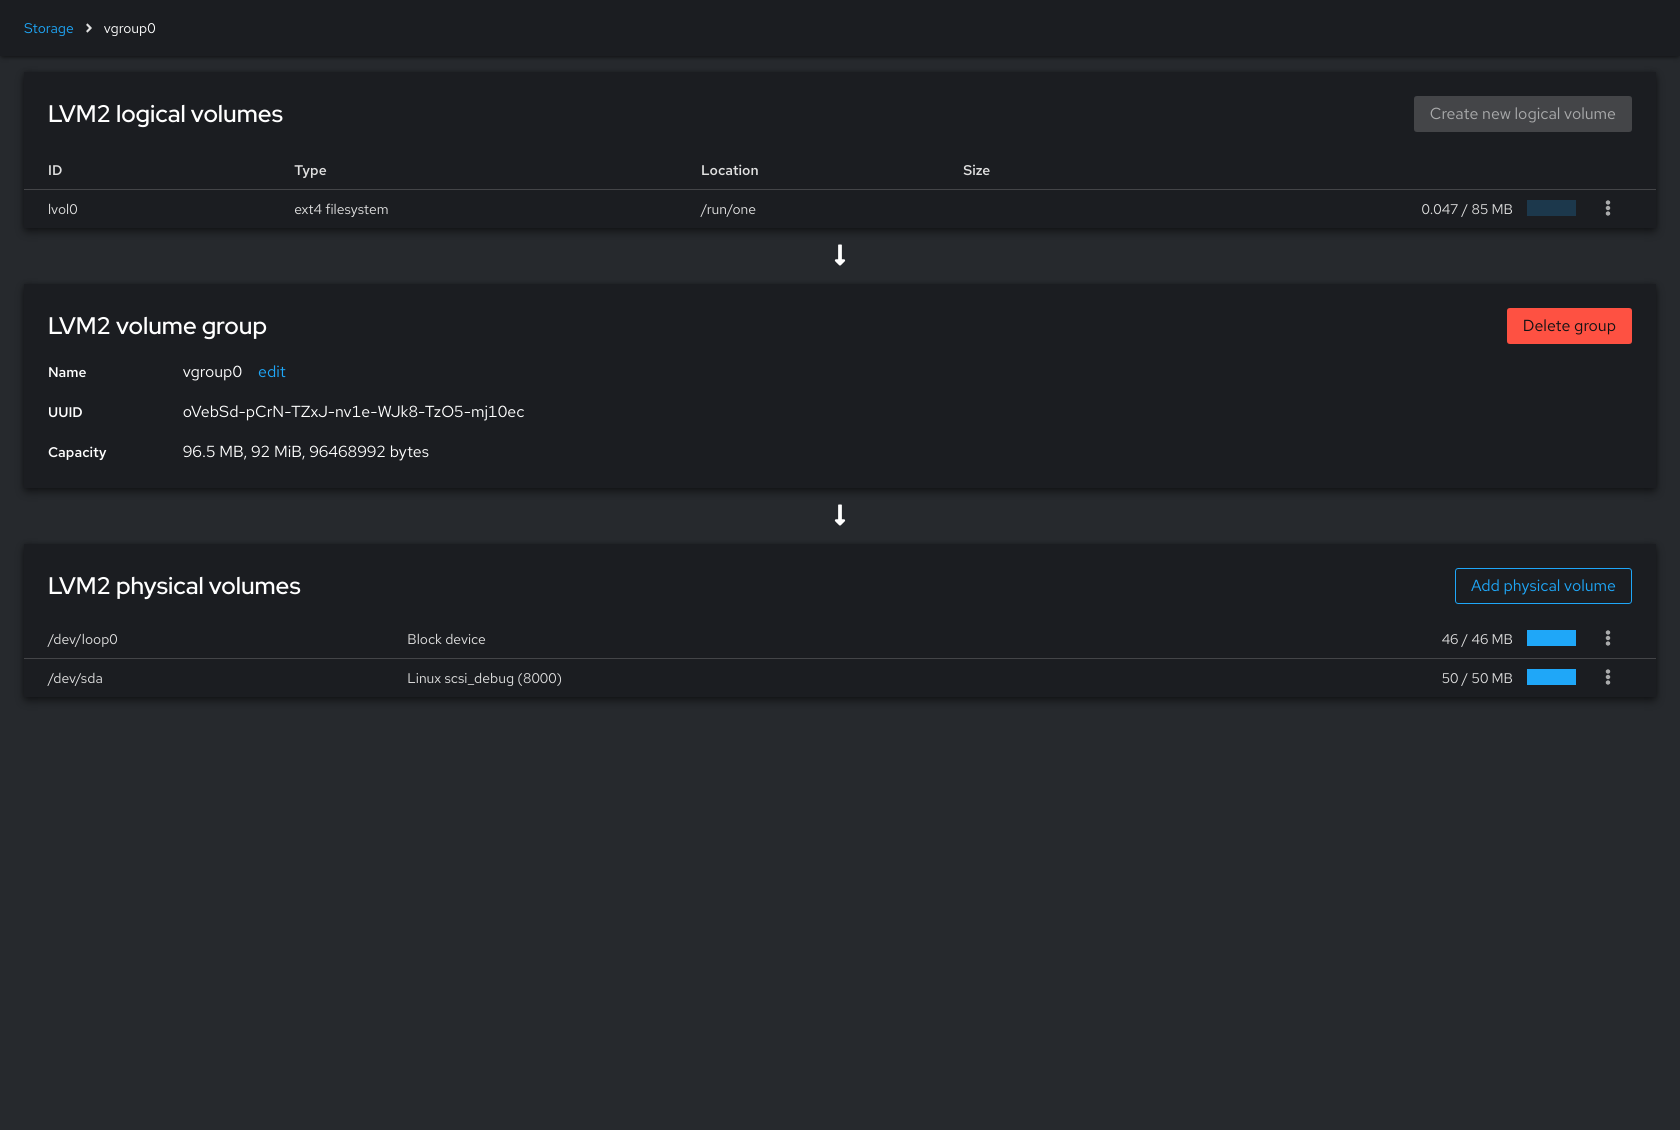 Storage > vgroup0
LVM2 logical volumes
Create new logical volume
ID Type Location Size
lvol0 ext4 filesystem /run/one 0.047 / 85 MB
LVM2 volume group
Delete group
Name vgroup0 edit
UUID oVebSd-pCrN-TZxJ-nv1e-WJk8-TzO5-mj10ec
Capacity 96.5 MB, 92 MiB, 96468992 bytes
LVM2 physical volumes
Add physical volume
/dev/loop0 Block device 46 / 46 MB
/dev/sda Linux scsi_debug (8000) 50 / 50 MB